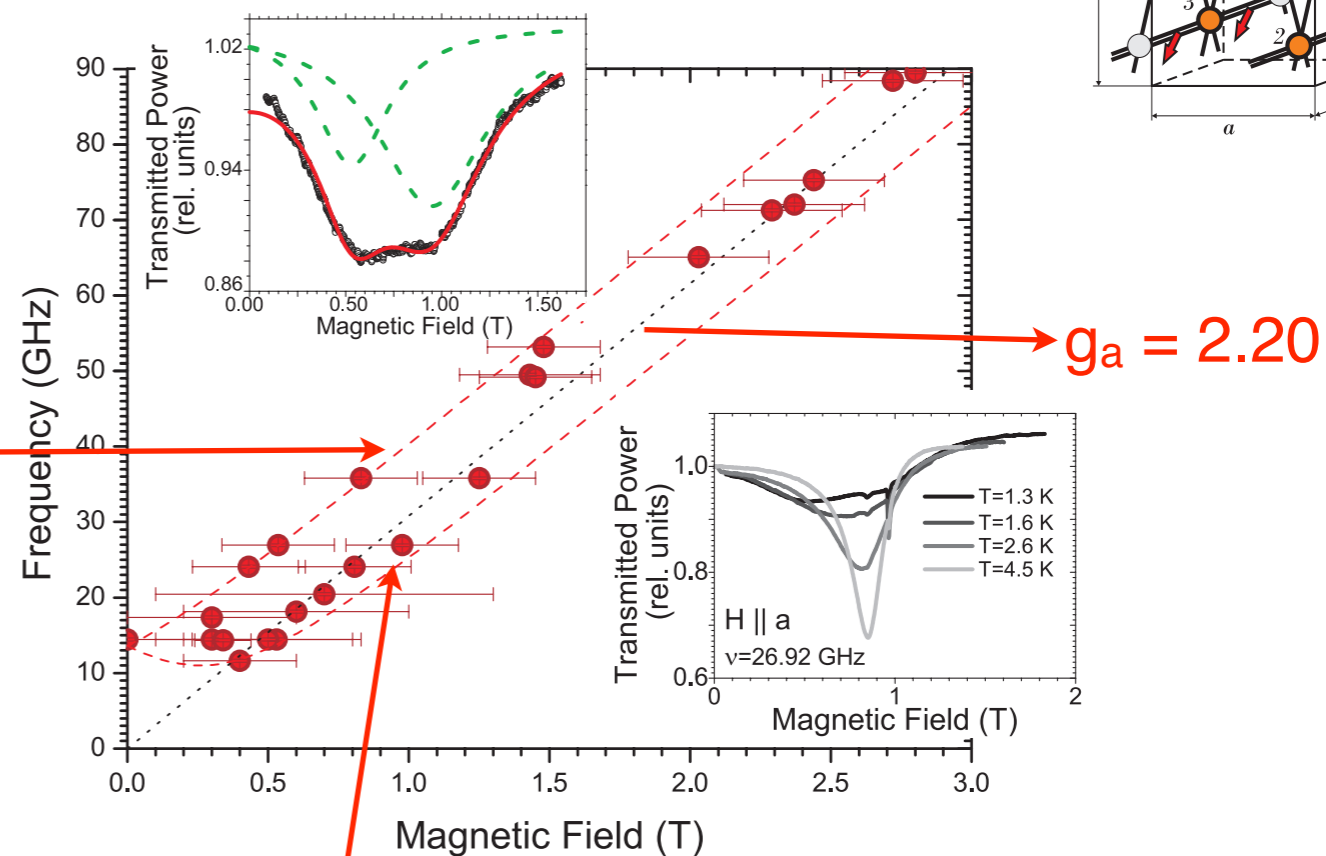 3
2
a
Transmitted Power
(rel. units)
1.02
0.94
0.86
0.00
0.50
1.00
1.50
Magnetic Field (T)
Frequency (GHz)
90
80
70
60
50
40
30
20
10
0
0.0
0.5
1.0
1.5
2.0
2.5
3.0
Magnetic Field (T)
gₐ = 2.20
Transmitted Power
(rel. units)
1.0
0.8
0.6
T=1.3 K
T=1.6 K
T=2.6 K
T=4.5 K
H || a
ν=26.92 GHz
0
1
2
Magnetic Field (T)